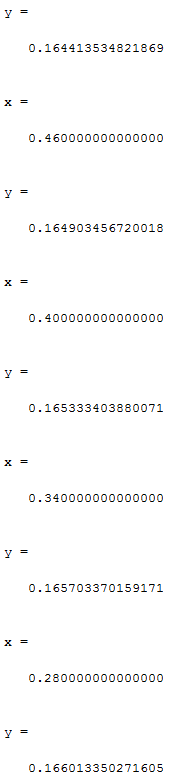 y =
0.164413534821869
x =
0.460000000000000
y =
0.164903456720018
x =
0.400000000000000
y =
0.165333403880071
x =
0.340000000000000
y =
0.165703370159171
x =
0.280000000000000
y =
0.166013350271605